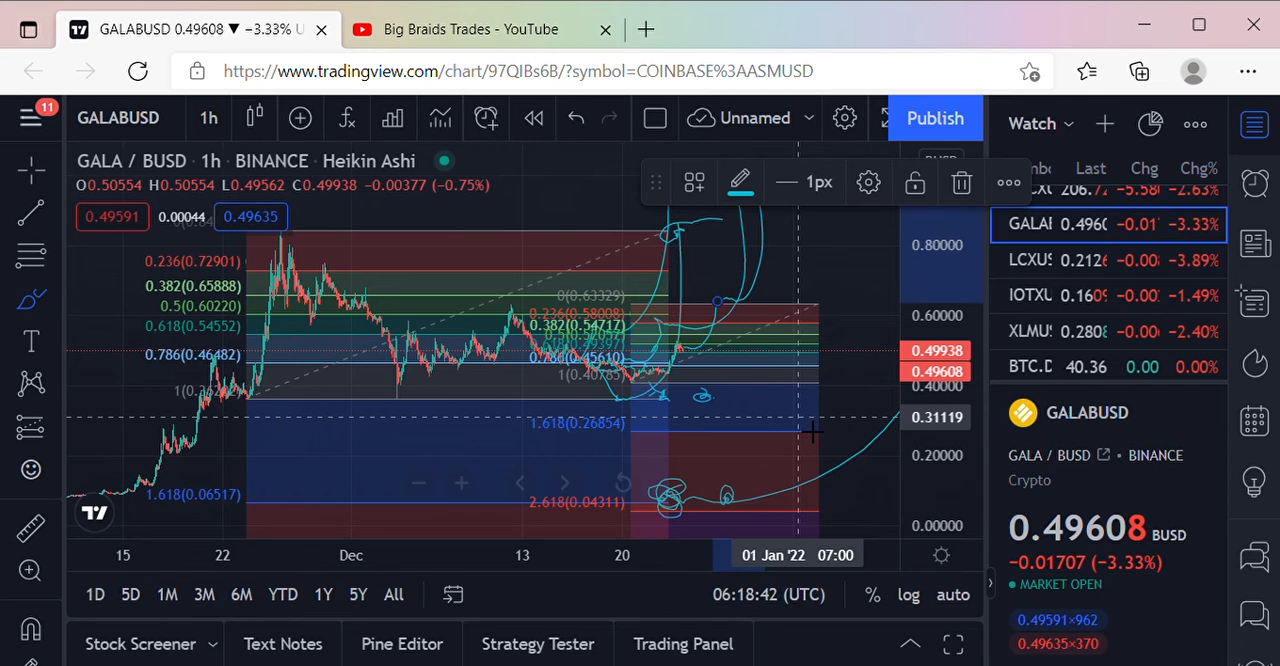 GALABUSD 0.49608 ▼ −3.33% U
Big Braids Trades - YouTube
https://www.tradingview.com/chart/97QJBs6B/?symbol=COINBASE%3AASMUSD
11
GALABUSD 1h Unnamed Publish
Watch
GALA / BUSD · 1h · BINANCE · Heikin Ashi
O0.50554 H0.50554 L0.49562 C0.49938 −0.00377 (−0.75%)
0.49591 0.00044 0.49635
1px
Last Chg Chg%
206.72 -5.58 -2.63%
GALAI 0.4960 -0.01 -3.33%
LCXUS 0.2126 -0.00 -3.89%
IOTXU 0.1609 -0.00 -1.49%
XLMUS 0.2808 -0.00 -2.40%
BTC.D 40.36 0.00 0.00%
0.236(0.72901)
0.382(0.65888)
0.5(0.60220)
0.618(0.54552)
0.786(0.46482)
1.618(0.06517)
0(0.63329)
0.236(0.58008)
0.382(0.54717)
0.786(0.45610)
1(0.40785)
1.618(0.26854)
2.618(0.04311)
0.80000
0.60000
0.49938
0.49608
0.40000
0.31119
0.20000
0.00000
15 22 Dec 13 20 01 Jan '22 07:00
GALABUSD
GALA / BUSD • BINANCE
Crypto
0.49608 BUSD
−0.01707 (−3.33%)
MARKET OPEN
0.49591×962
0.49635×370
1D 5D 1M 3M 6M YTD 1Y 5Y All 06:18:42 (UTC) % log auto
Stock Screener Text Notes Pine Editor Strategy Tester Trading Panel